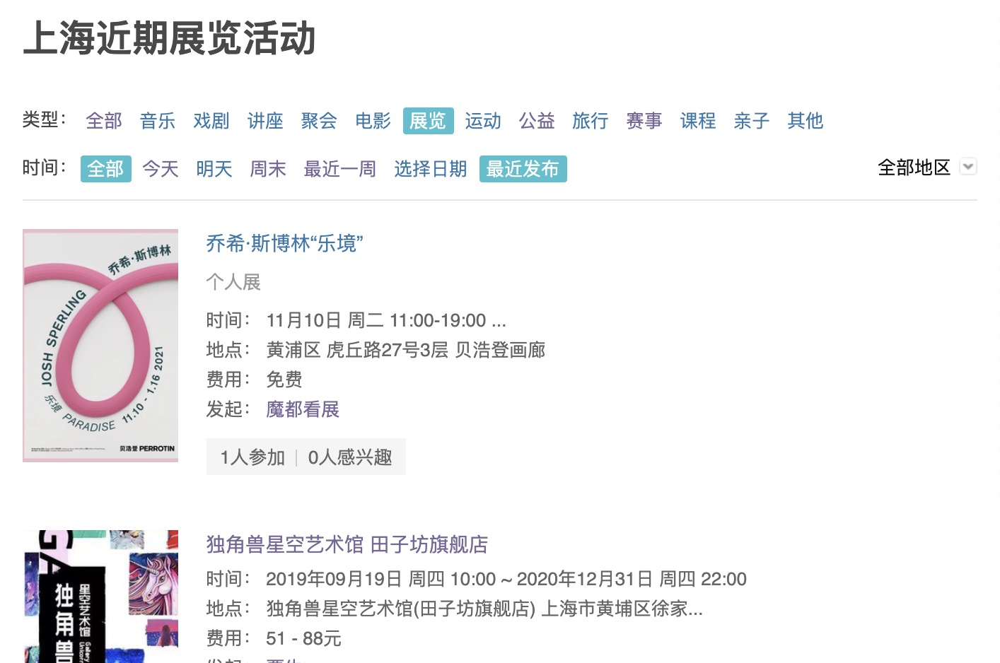 上海近期展览活动
类型： 全部 音乐 戏剧 讲座 聚会 电影 展览 运动 公益 旅行 赛事 课程 亲子 其他
时间： 全部 今天 明天 周末 最近一周 选择日期 最近发布
全部地区
乔希·斯博林
JOSH SPERLING
乐境 PARADISE 11.10 - 1.16 2021
贝浩登 PERROTIN
乔希·斯博林“乐境”
个人展
时间： 11月10日 周二 11:00-19:00 ...
地点： 黄浦区 虎丘路27号3层 贝浩登画廊
费用： 免费
发起： 魔都看展
1人参加 | 0人感兴趣
GA
独角兽
星空艺术馆
独角兽星空艺术馆 田子坊旗舰店
时间： 2019年09月19日 周四 10:00 ~ 2020年12月31日 周四 22:00
地点： 独角兽星空艺术馆(田子坊旗舰店) 上海市黄埔区徐家...
费用： 51 - 88元